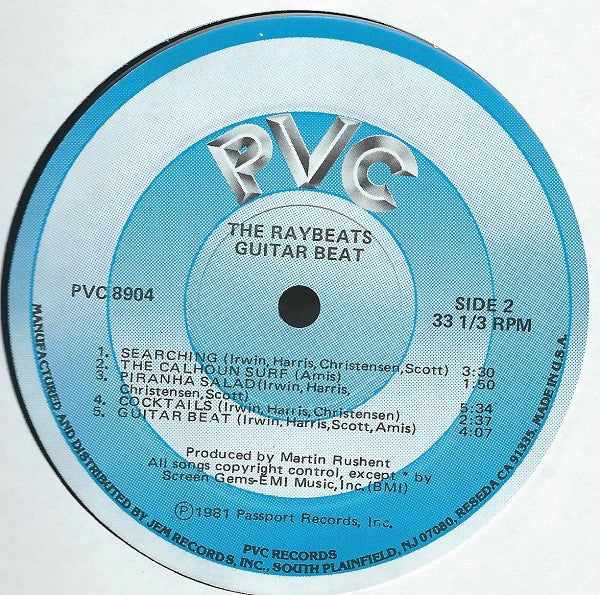 PVC
THE RAYBEATS
GUITAR BEAT
PVC 8904
SIDE 2
33 1/3 RPM
1. SEARCHING (Irwin, Harris, Christensen, Scott) 3:30
2. THE CALHOUN SURF (Amis) 1:50
3. PIRANHA SALAD (Irwin, Harris,
Christensen, Scott) 5:34
4. COCKTAILS (Irwin, Harris, Christensen) 2:37
5. GUITAR BEAT (Irwin, Harris, Scott, Amis) 4:07
Produced by Martin Rushent
All songs copyright control, except * by
Screen Gems-EMI Music, Inc. (BMI)
Ⓟ1981 Passport Records, Inc.
PVC RECORDS
MANUFACTURED AND DISTRIBUTED BY JEM RECORDS, INC., SOUTH PLAINFIELD, NJ 07080, RESEDA CA 91335. MADE IN U.S.A.